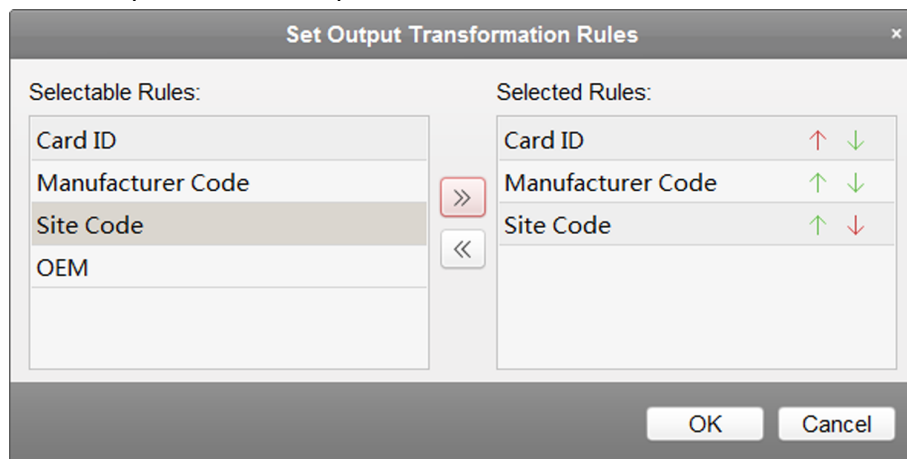 Set Output Transformation Rules ×
Selectable Rules:
Selected Rules:
Card ID
Manufacturer Code
Site Code
OEM
Card ID ↑ ↓
Manufacturer Code ↑ ↓
Site Code ↑ ↓
»
«
OK
Cancel